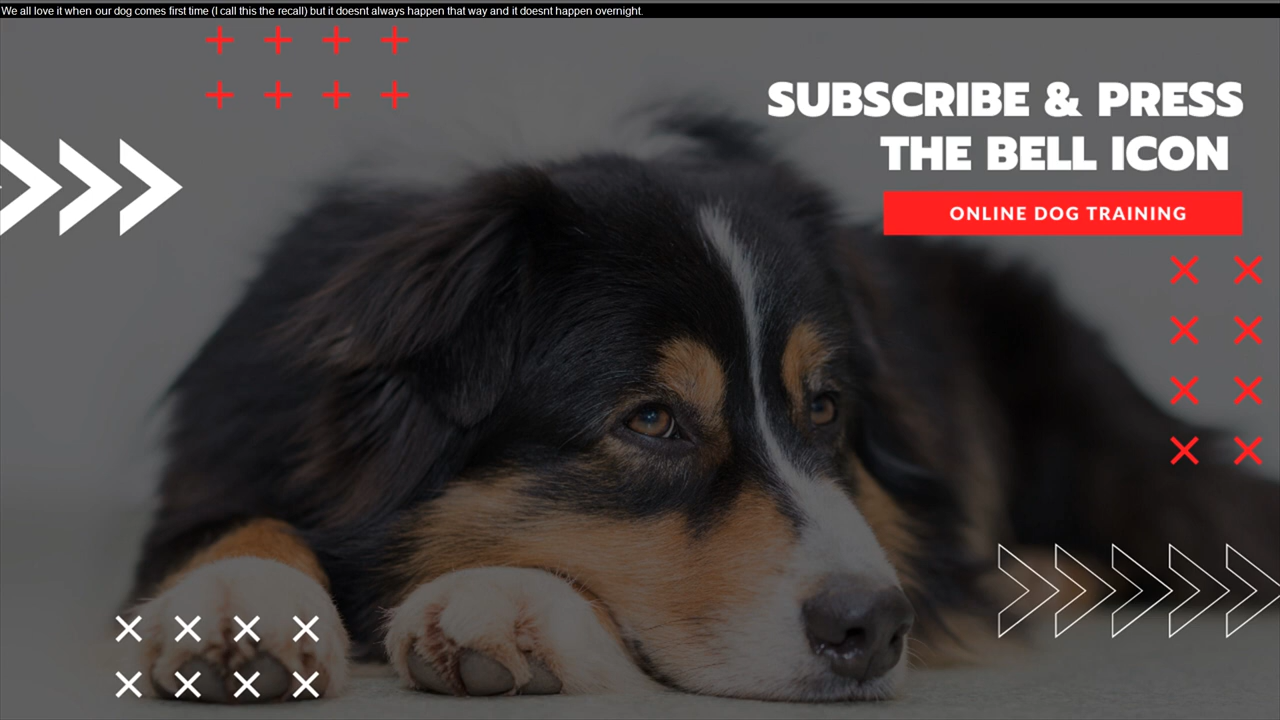 We all love it when our dog comes first time (I call this the recall) but it doesnt always happen that way and it doesnt happen overnight.
SUBSCRIBE & PRESS
THE BELL ICON
ONLINE DOG TRAINING